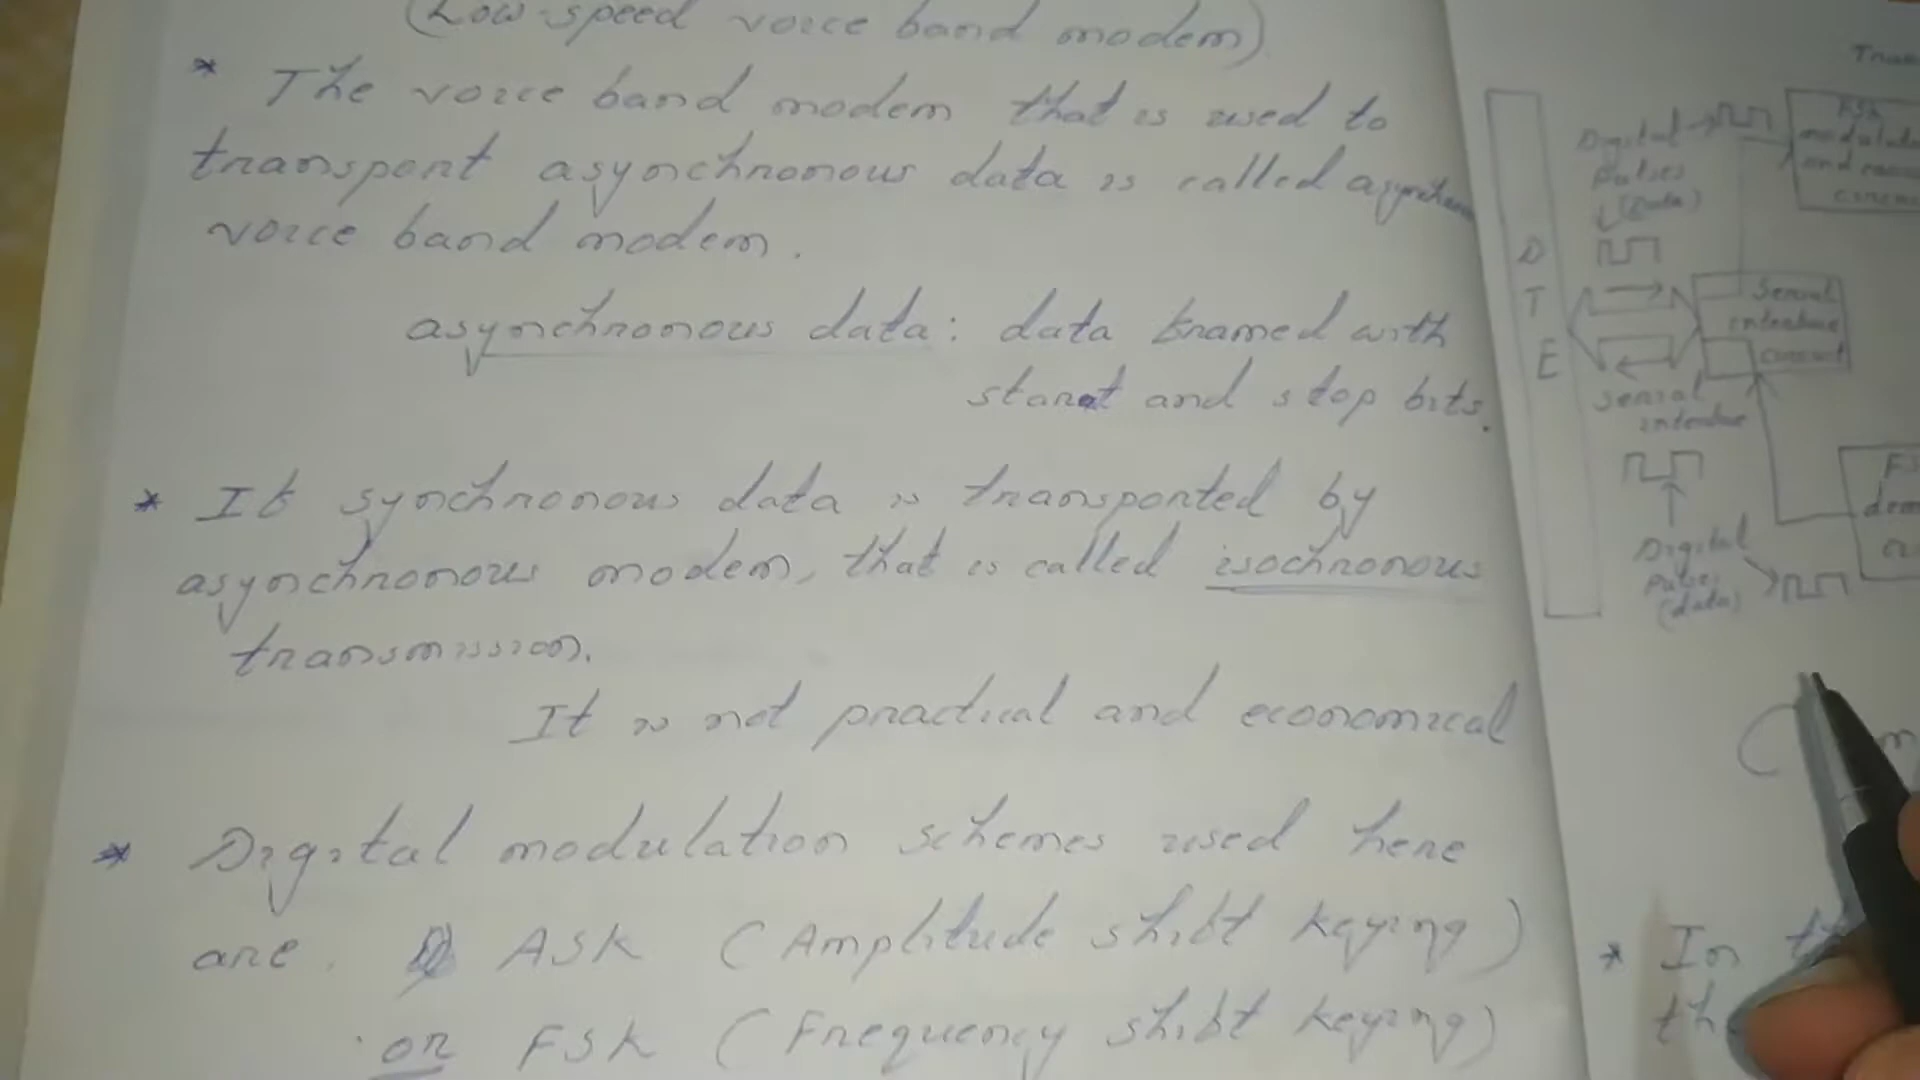 (Low speed voice band modem)
* The voice band modem that is used to
transport asynchronous data is called
voice band modem.
asynchronous data: data framed with
start and stop bits.
* If synchronous data is transported by
asynchronous modem, that is called isochronous
transmission.
It is not practical and economical
* Digital modulation schemes used here
are. ASK (Amplitude shift keying)
or FSK (Frequency shift keying)
Digital
pulses
(Data)
D
T
E
Serial
interface
circuit
serial
interface
Digital
pulses
(data)
FSK
modulator
* In